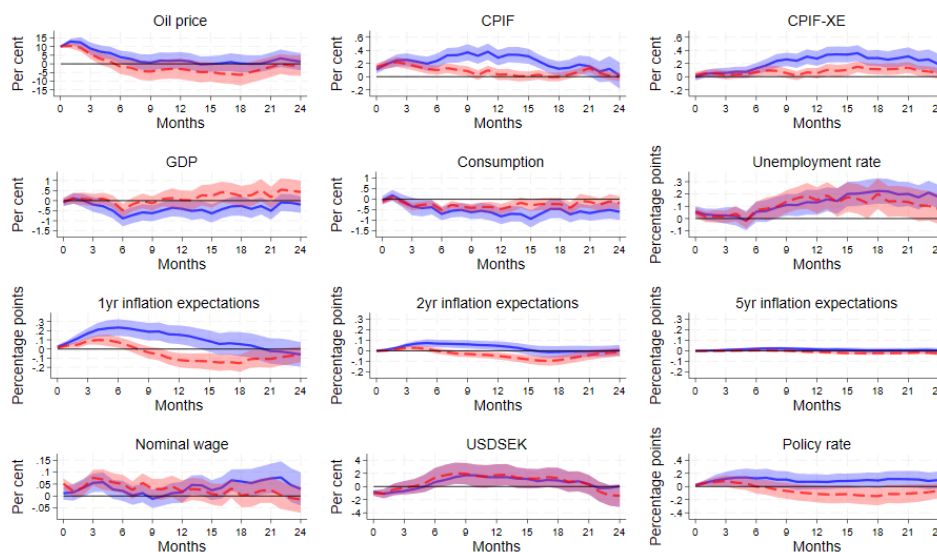 Oil price
Per cent
15
10
5
0
-5
-10
-15
0 3 6 9 12 15 18 21 24
Months
CPIF
Per cent
.6
.4
.2
0
-.2
0 3 6 9 12 15 18 21 24
Months
CPIF-XE
Per cent
.6
.4
.2
0
-.2
0 3 6 9 12 15 18 21 24
Months
GDP
Per cent
1
.5
0
-.5
-1
-1.5
0 3 6 9 12 15 18 21 24
Months
Consumption
Per cent
1
.5
0
-.5
-1
-1.5
0 3 6 9 12 15 18 21 24
Months
Unemployment rate
Percentage points
.3
.2
.1
0
-.1
0 3 6 9 12 15 18 21 24
Months
1yr inflation expectations
Percentage points
.3
.2
.1
0
-.1
-.2
0 3 6 9 12 15 18 21 24
Months
2yr inflation expectations
Percentage points
.3
.2
.1
0
-.1
-.2
0 3 6 9 12 15 18 21 24
Months
5yr inflation expectations
Percentage points
.3
.2
.1
0
-.1
-.2
0 3 6 9 12 15 18 21 24
Months
Nominal wage
Per cent
.15
.1
.05
0
-.05
0 3 6 9 12 15 18 21 24
Months
USDSEK
Per cent
4
2
0
-2
-4
0 3 6 9 12 15 18 21 24
Months
Policy rate
Percentage points
.4
.2
0
-.2
-.4
0 3 6 9 12 15 18 21 24
Months